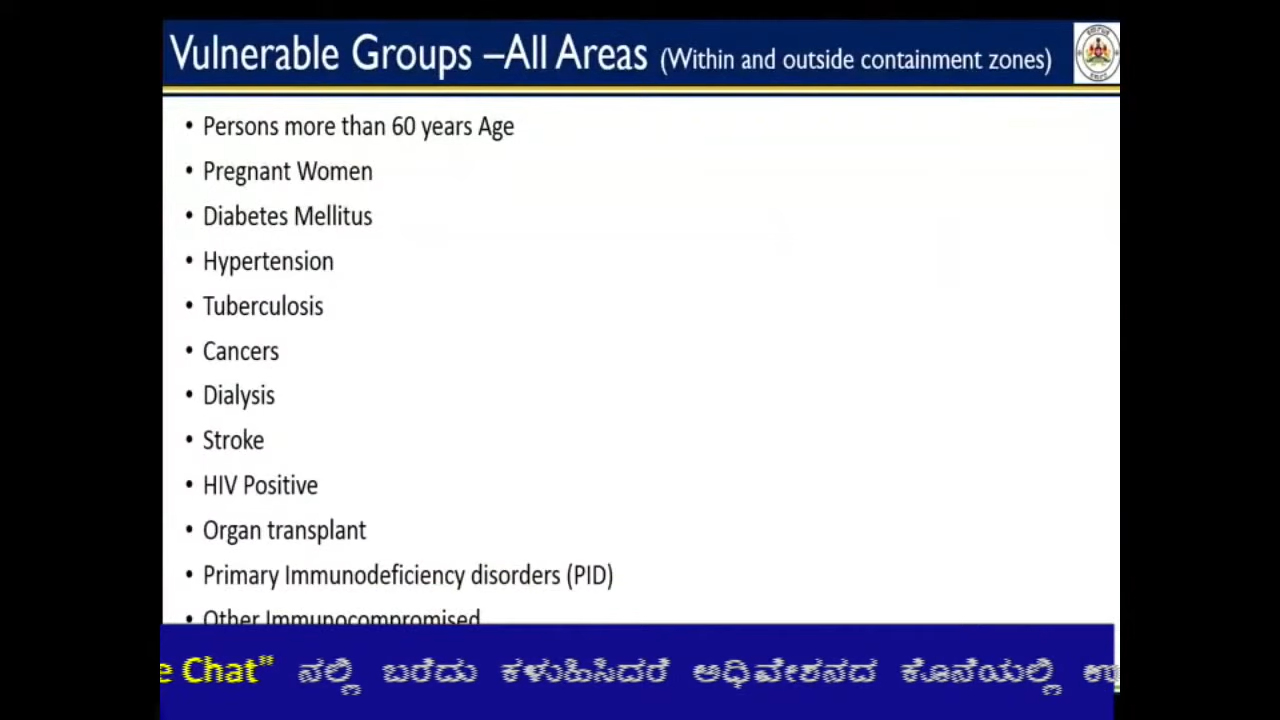 Vulnerable Groups –All Areas (Within and outside containment zones)
• Persons more than 60 years Age
• Pregnant Women
• Diabetes Mellitus
• Hypertension
• Tuberculosis
• Cancers
• Dialysis
• Stroke
• HIV Positive
• Organ transplant
• Primary Immunodeficiency disorders (PID)
• Other Immunocompromised
e Chat" ನಲ್ಲಿ ಬರೆದು ಕಳುಹಿಸಿದರೆ ಅಧಿವೇಶನದ ಕೊನೆಯಲ್ಲಿ